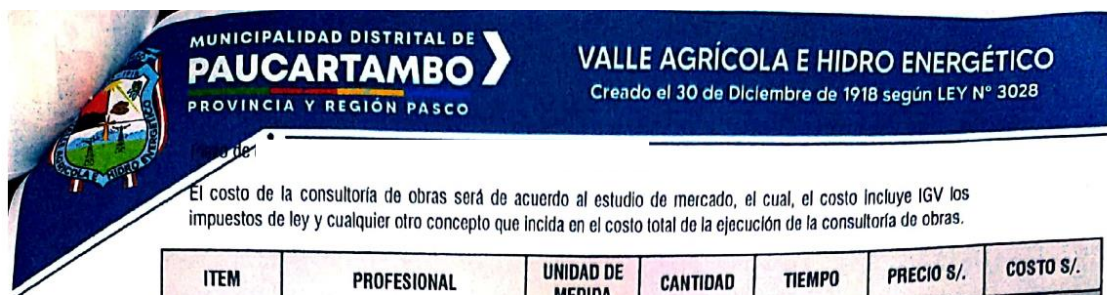 MUNICIPALIDAD DISTRITAL DE
PAUCARTAMBO
PROVINCIA Y REGIÓN PASCO
VALLE AGRÍCOLA E HIDRO ENERGÉTICO
Creado el 30 de Diciembre de 1918 según LEY Nº 3028
El costo de la consultoría de obras será de acuerdo al estudio de mercado, el cual, el costo incluye IGV los
impuestos de ley y cualquier otro concepto que incida en el costo total de la ejecución de la consultoría de obras.
ITEM PROFESIONAL UNIDAD DE MEDIDA CANTIDAD TIEMPO PRECIO S/. COSTO S/.